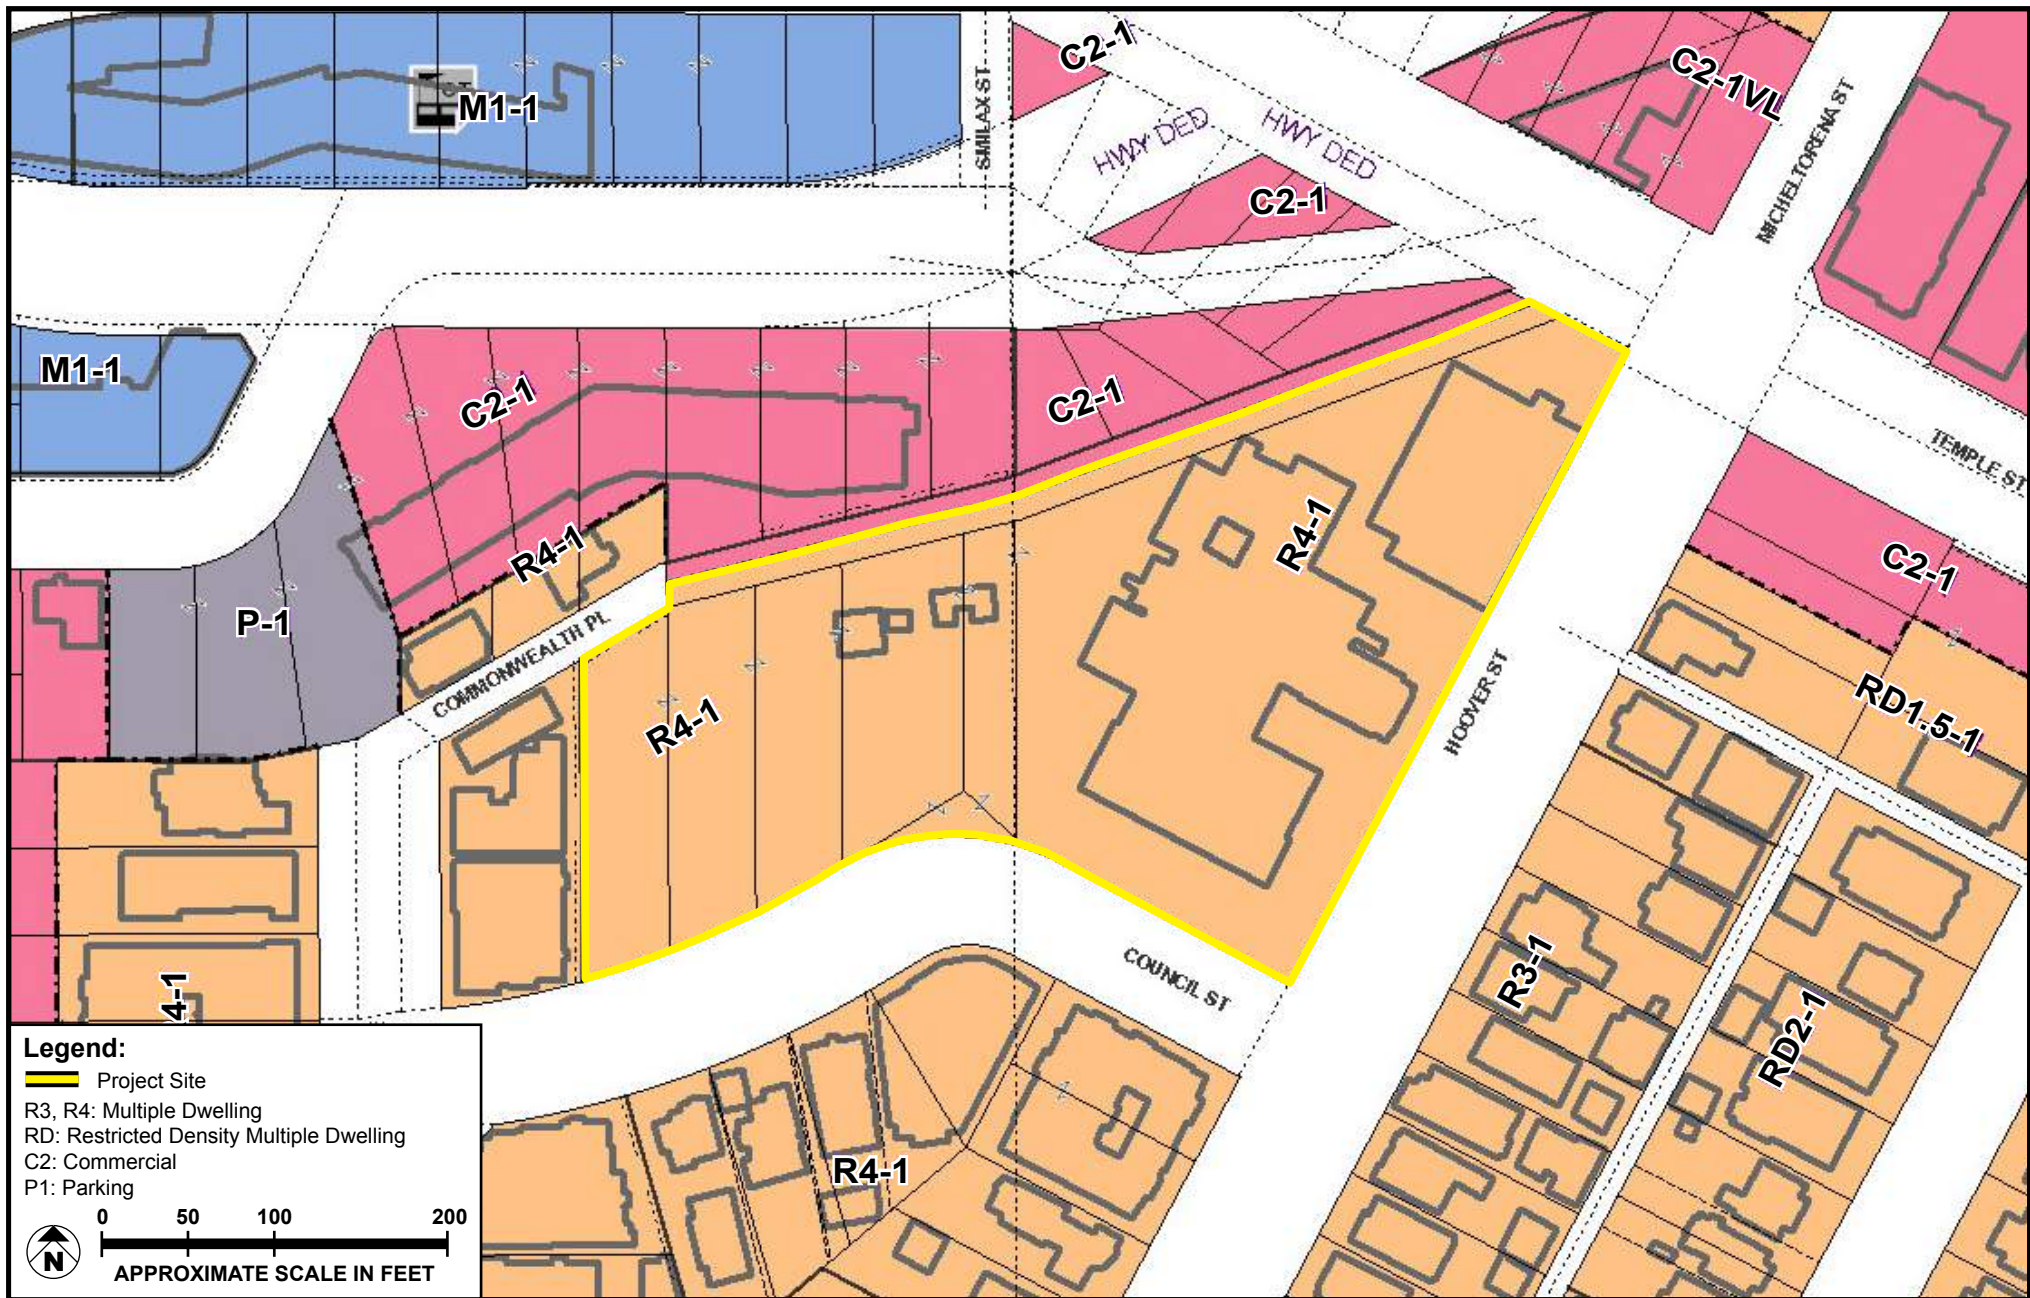 C2-1
C2-1VL
M1-1
SMILAX ST
HWY DED
HWY DED
MICHELTORENA ST
C2-1
M1-1
C2-1
C2-1
TEMPLE ST
R4-1
R4-1
C2-1
P-1
COMMONWEALTH PL
R4-1
HOOVER ST
RD1.5-1
COUNCIL ST
R3-1
4-1
RD2-1
R4-1
Legend:
Project Site
R3, R4: Multiple Dwelling
RD: Restricted Density Multiple Dwelling
C2: Commercial
P1: Parking
0 50 100 200
N
APPROXIMATE SCALE IN FEET